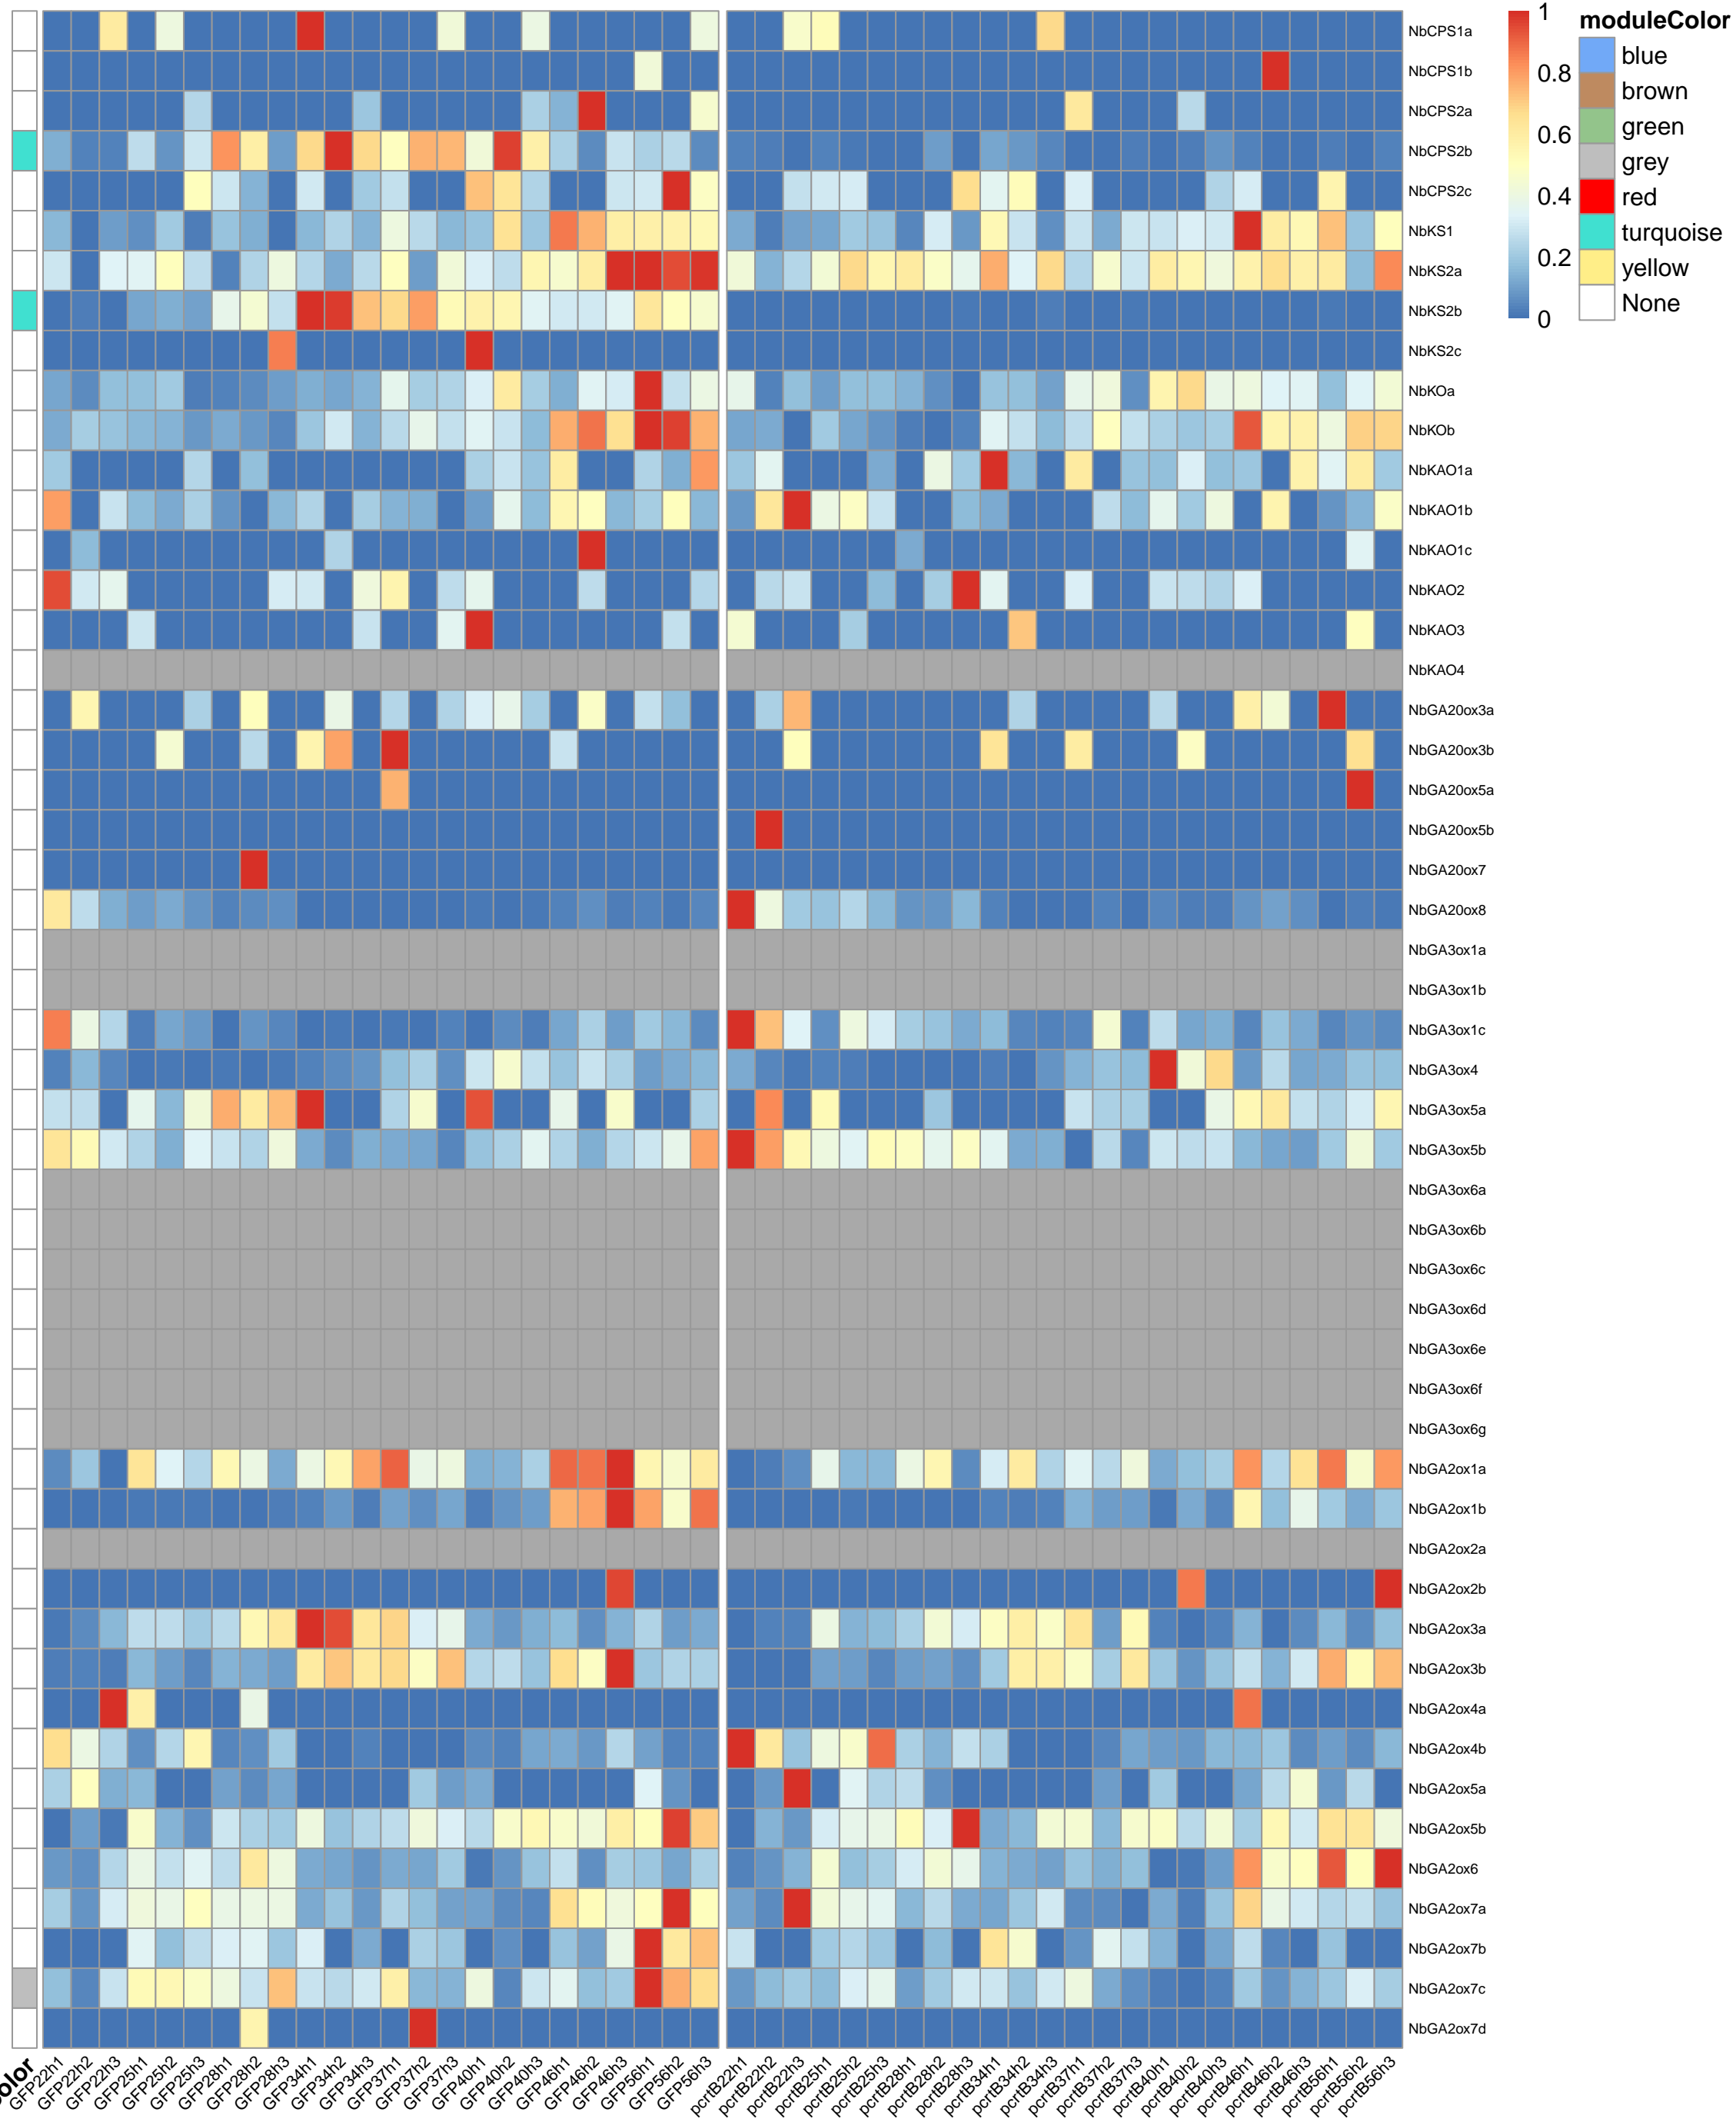 NbCPS1a
NbCPS1b
NbCPS2a
NbCPS2b
NbCPS2c
NbKS1
NbKS2a
NbKS2b
NbKS2c
NbKOa
NbKOb
NbKAO1a
NbKAO1b
NbKAO1c
NbKAO2
NbKAO3
NbKAO4
NbGA20ox3a
NbGA20ox3b
NbGA20ox5a
NbGA20ox5b
NbGA20ox7
NbGA20ox8
NbGA3ox1a
NbGA3ox1b
NbGA3ox1c
NbGA3ox4
NbGA3ox5a
NbGA3ox5b
NbGA3ox6a
NbGA3ox6b
NbGA3ox6c
NbGA3ox6d
NbGA3ox6e
NbGA3ox6f
NbGA3ox6g
NbGA2ox1a
NbGA2ox1b
NbGA2ox2a
NbGA2ox2b
NbGA2ox3a
NbGA2ox3b
NbGA2ox4a
NbGA2ox4b
NbGA2ox5a
NbGA2ox5b
NbGA2ox6
NbGA2ox7a
NbGA2ox7b
NbGA2ox7c
NbGA2ox7d
1
0.8
0.6
0.4
0.2
0
moduleColor
blue
brown
green
grey
red
turquoise
yellow
None
olor
GFP22h1
GFP22h2
GFP22h3
GFP25h1
GFP25h2
GFP25h3
GFP28h1
GFP28h2
GFP28h3
GFP34h1
GFP34h2
GFP34h3
GFP37h1
GFP37h2
GFP37h3
GFP40h1
GFP40h2
GFP40h3
GFP46h1
GFP46h2
GFP46h3
GFP56h1
GFP56h2
GFP56h3
pcrtB22h1
pcrtB22h2
pcrtB22h3
pcrtB25h1
pcrtB25h2
pcrtB25h3
pcrtB28h1
pcrtB28h2
pcrtB28h3
pcrtB34h1
pcrtB34h2
pcrtB34h3
pcrtB37h1
pcrtB37h2
pcrtB37h3
pcrtB40h1
pcrtB40h2
pcrtB40h3
pcrtB46h1
pcrtB46h2
pcrtB46h3
pcrtB56h1
pcrtB56h2
pcrtB56h3